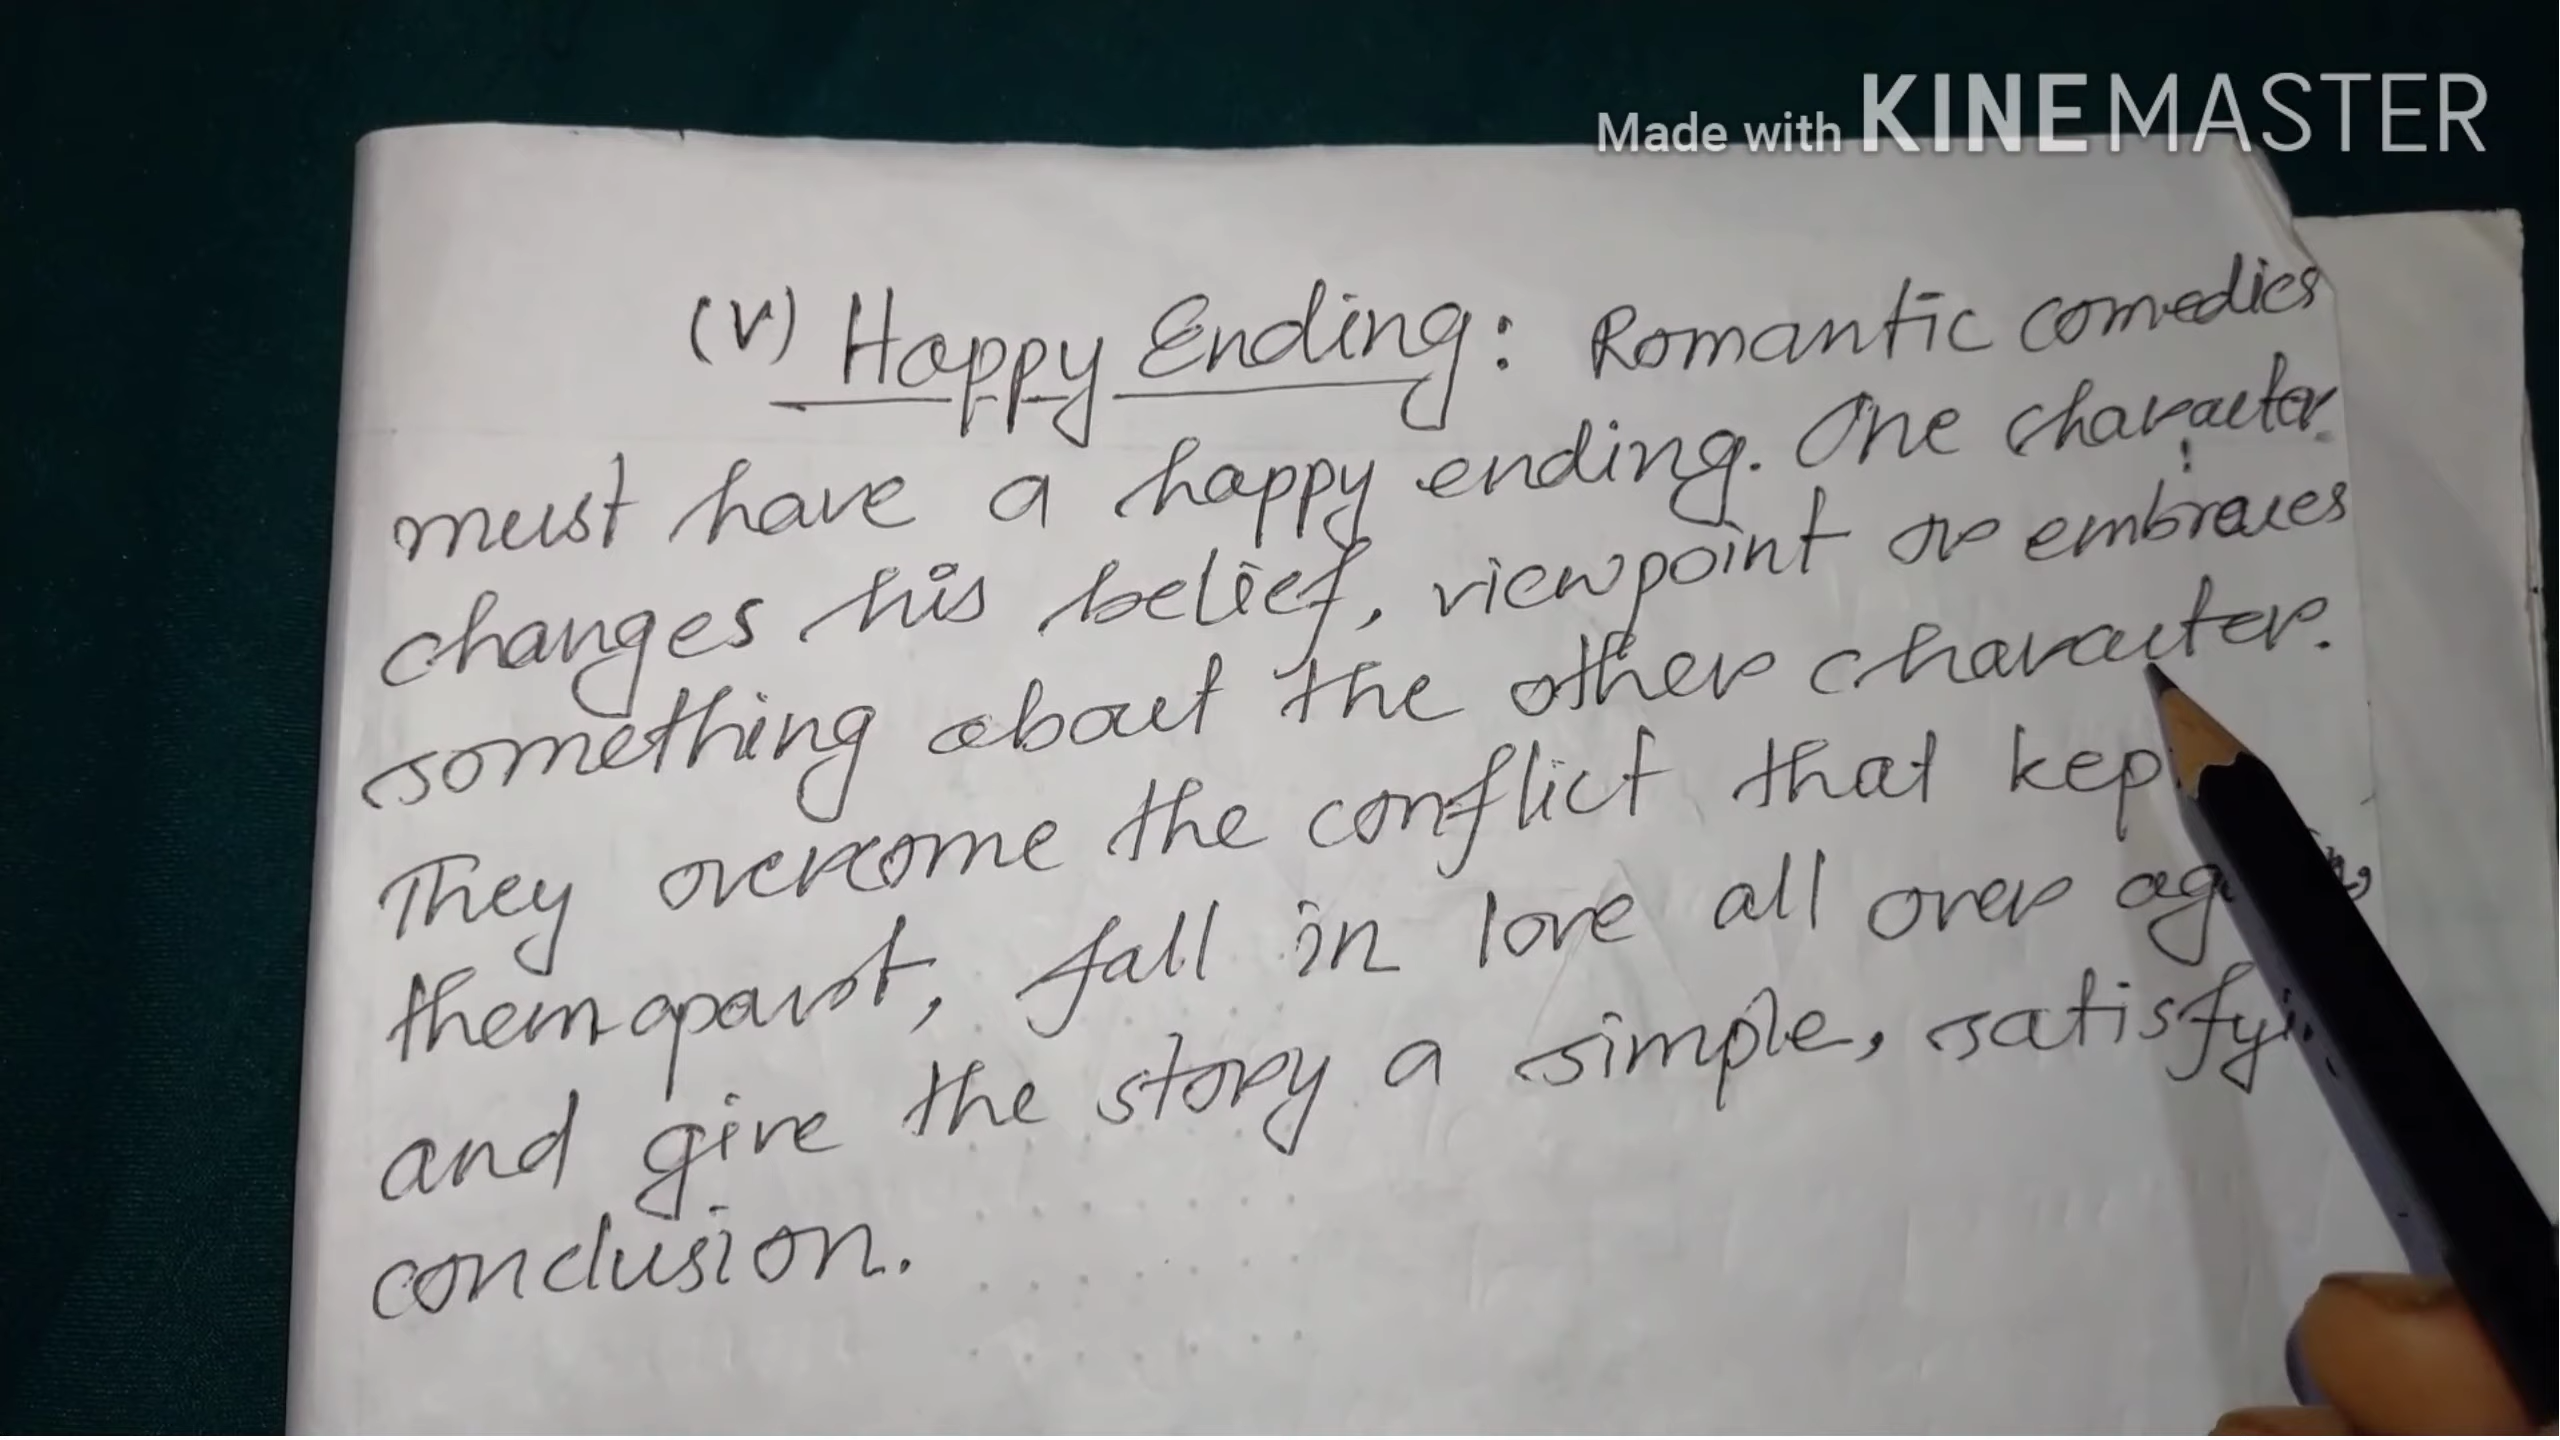 Made with KINEMASTER
(V) Happy Ending: Romantic comedies
must have a happy ending. One character
changes his belief, viewpoint or embraces
something about the other character.
They overcome the conflict that kep
them apart, fall in love all over ag
and give the story a simple, satisfyi
conclusion.